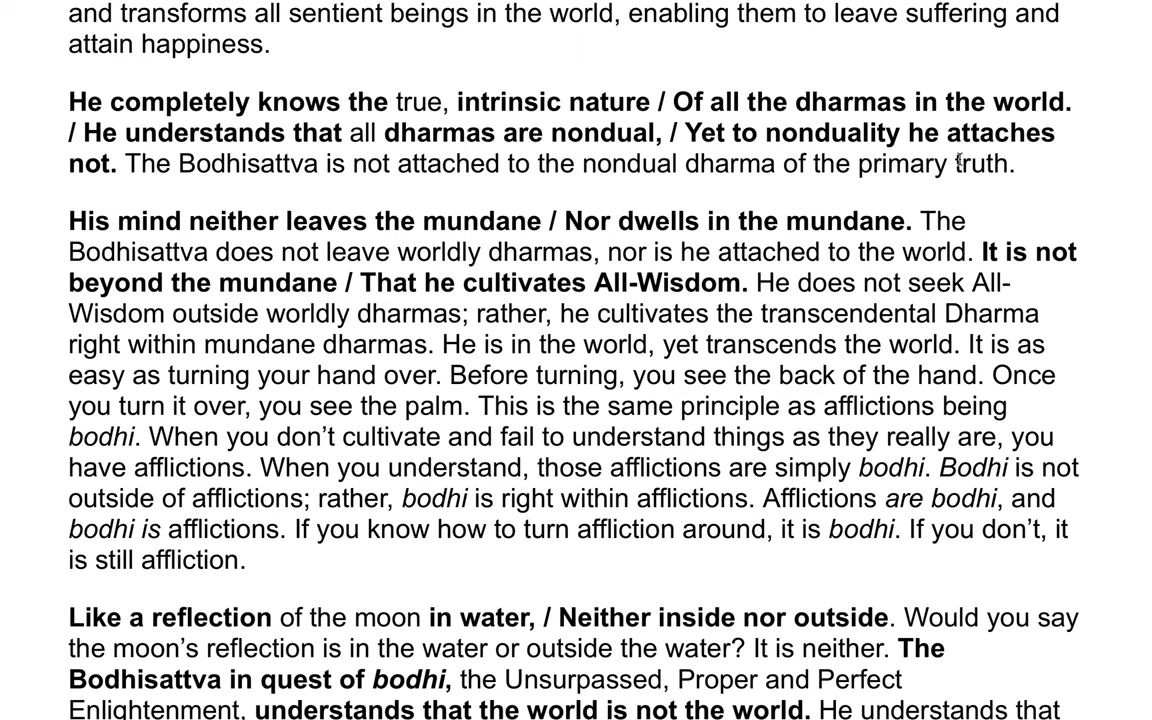 and transforms all sentient beings in the world, enabling them to leave suffering and
attain happiness.
He completely knows the true, intrinsic nature / Of all the dharmas in the world.
/ He understands that all dharmas are nondual, / Yet to nonduality he attaches
not. The Bodhisattva is not attached to the nondual dharma of the primary truth.
His mind neither leaves the mundane / Nor dwells in the mundane. The
Bodhisattva does not leave worldly dharmas, nor is he attached to the world. It is not
beyond the mundane / That he cultivates All-Wisdom. He does not seek All-
Wisdom outside worldly dharmas; rather, he cultivates the transcendental Dharma
right within mundane dharmas. He is in the world, yet transcends the world. It is as
easy as turning your hand over. Before turning, you see the back of the hand. Once
you turn it over, you see the palm. This is the same principle as afflictions being
bodhi. When you don’t cultivate and fail to understand things as they really are, you
have afflictions. When you understand, those afflictions are simply bodhi. Bodhi is not
outside of afflictions; rather, bodhi is right within afflictions. Afflictions are bodhi, and
bodhi is afflictions. If you know how to turn affliction around, it is bodhi. If you don’t, it
is still affliction.
Like a reflection of the moon in water, / Neither inside nor outside. Would you say
the moon’s reflection is in the water or outside the water? It is neither. The
Bodhisattva in quest of bodhi, the Unsurpassed, Proper and Perfect
Enlightenment, understands that the world is not the world. He understands that